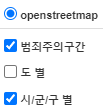 openstreetmap
범죄주의구간
도 별
시/군/구 별